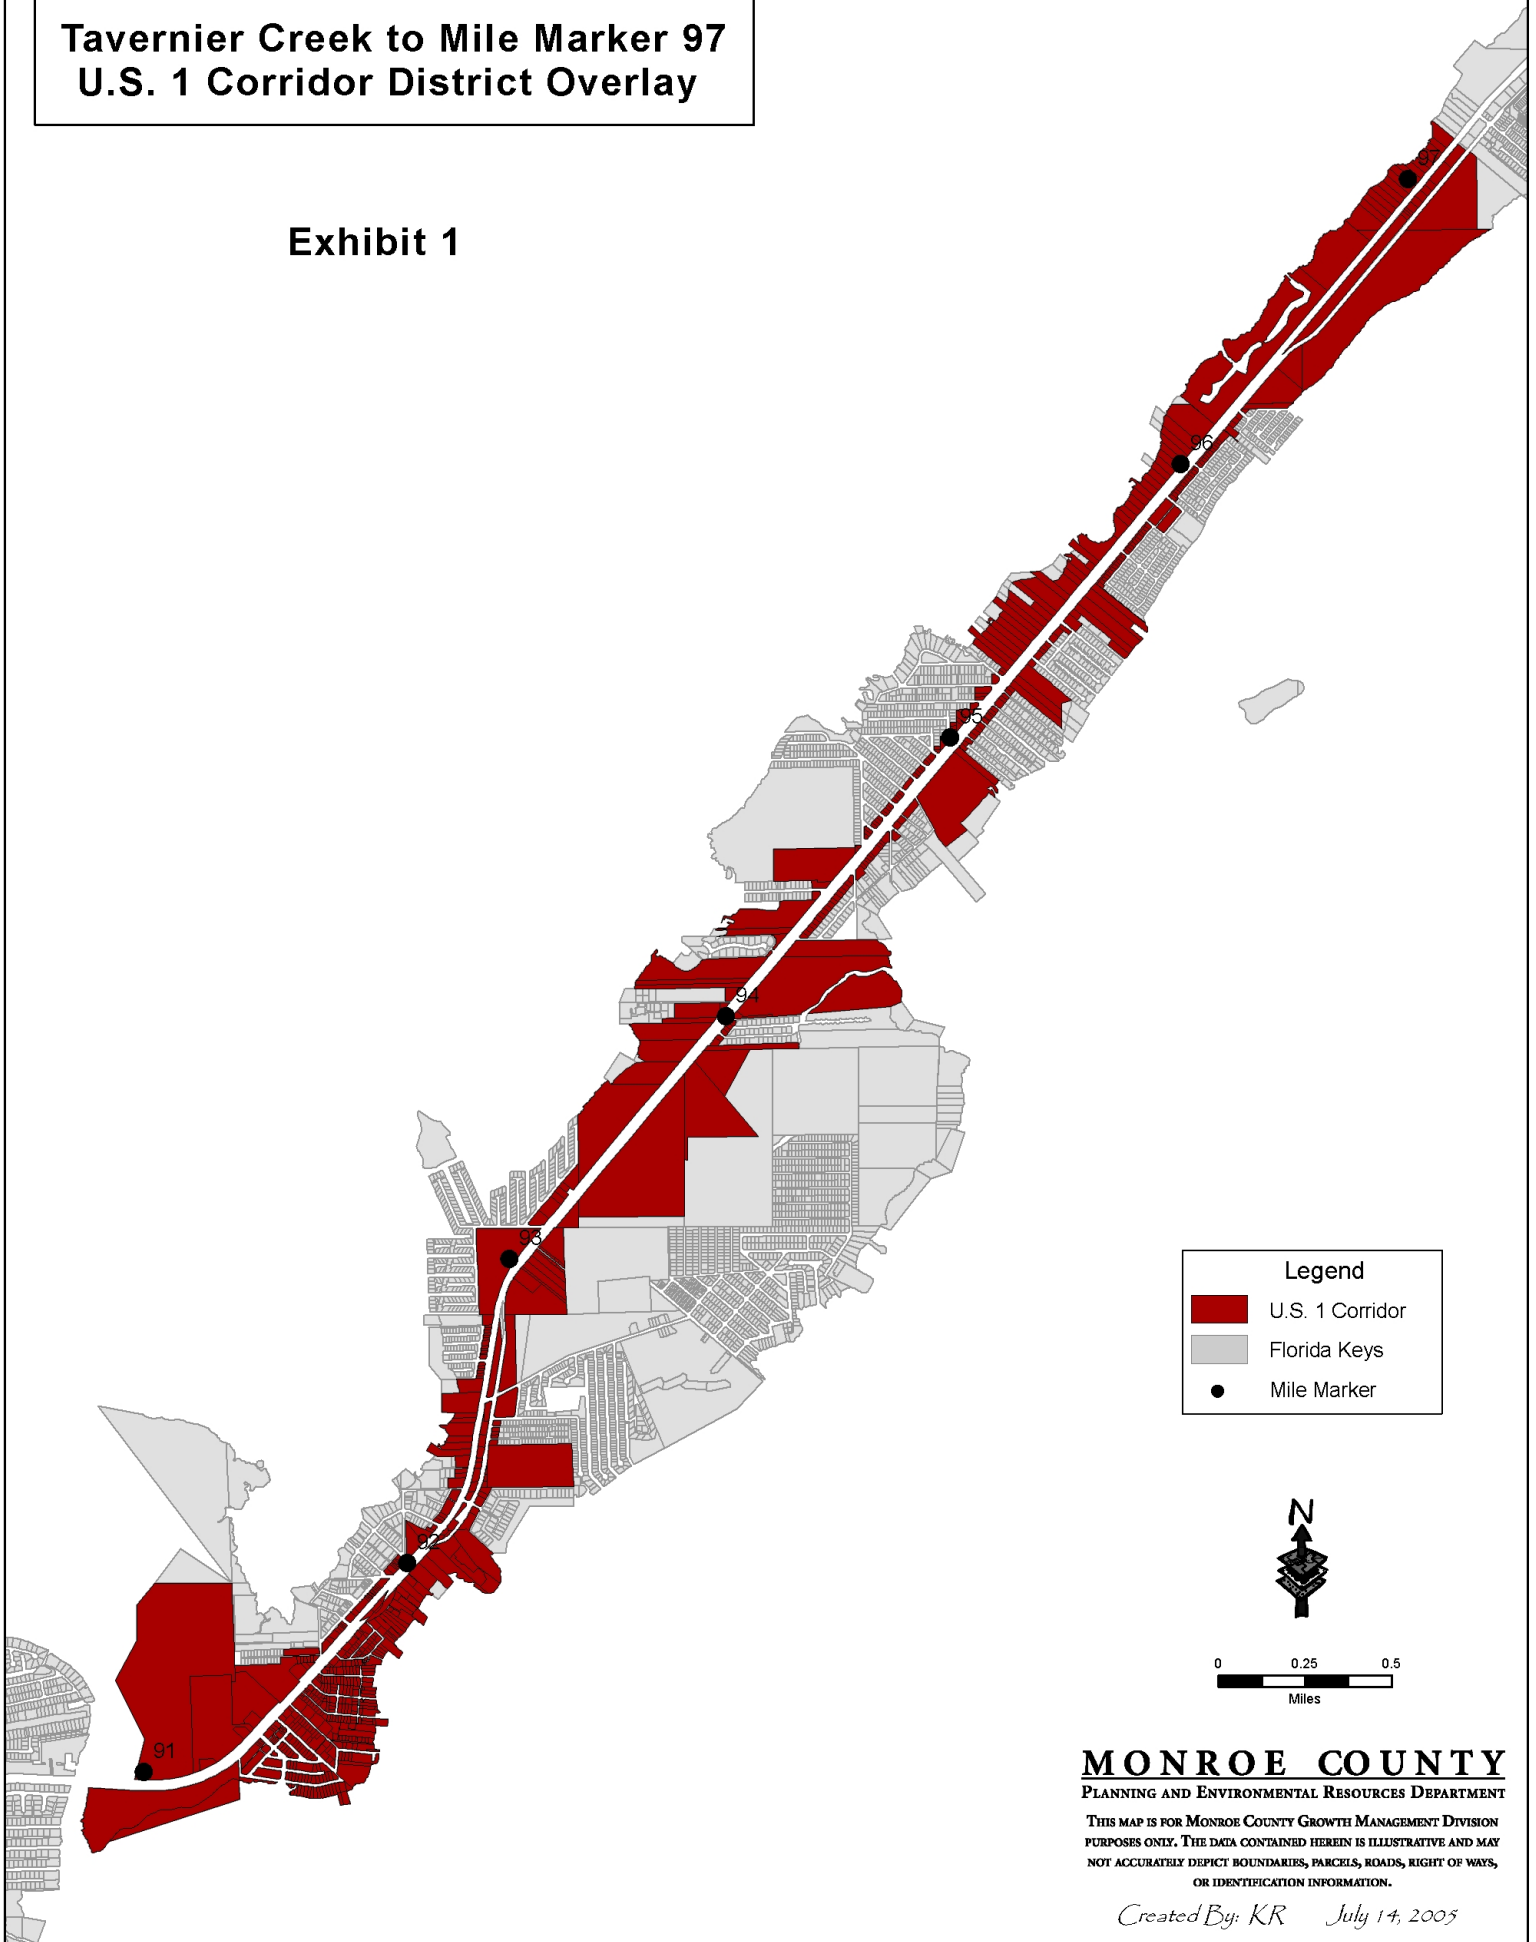 Tavernier Creek to Mile Marker 97
U.S. 1 Corridor District Overlay
Exhibit 1
97
96
95
94
93
92
91
Legend
U.S. 1 Corridor
Florida Keys
Mile Marker
N
0 0.25 0.5
Miles
MONROE COUNTY
PLANNING AND ENVIRONMENTAL RESOURCES DEPARTMENT
THIS MAP IS FOR MONROE COUNTY GROWTH MANAGEMENT DIVISION
PURPOSES ONLY. THE DATA CONTAINED HEREIN IS ILLUSTRATIVE AND MAY
NOT ACCURATELY DEPICT BOUNDARIES, PARCELS, ROADS, RIGHT OF WAYS,
OR IDENTIFICATION INFORMATION.
Created By: KR July 14, 2005